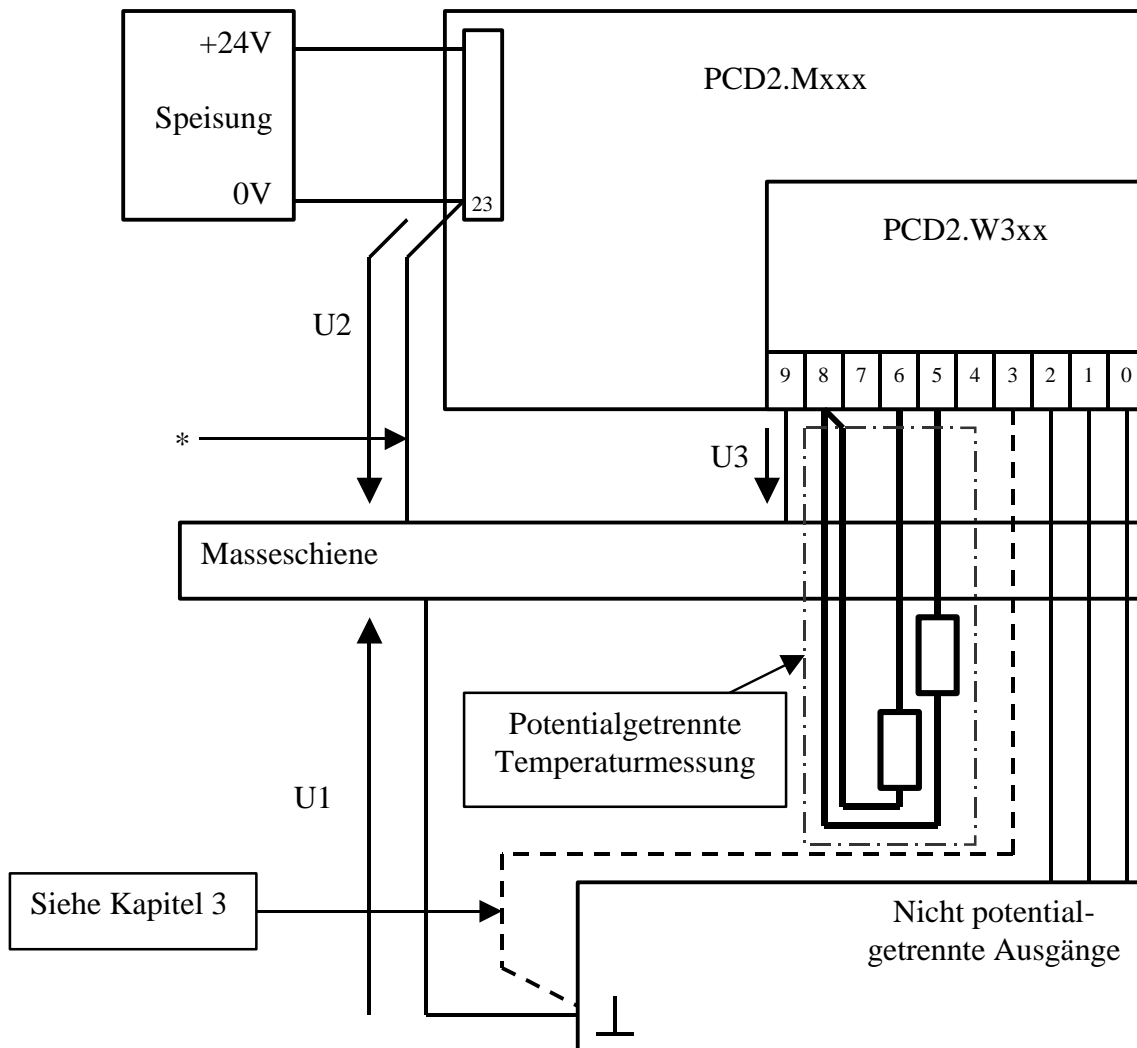 +24V
Speisung
0V
23
PCD2.Mxxx
PCD2.W3xx
9 8 7 6 5 4 3 2 1 0
U2
*
U3
Masseschiene
Potentialgetrennte
Temperaturmessung
U1
Siehe Kapitel 3
Nicht potential-
getrennte Ausgänge